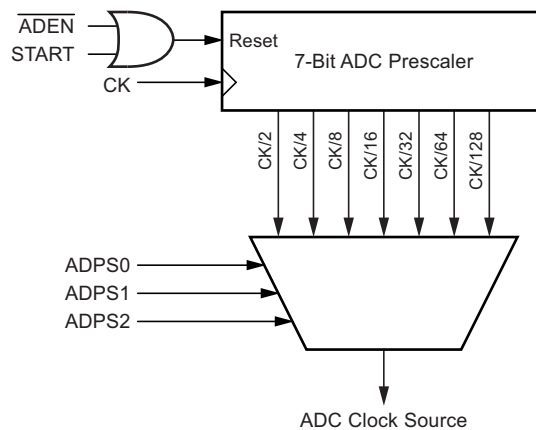 ADEN
START
Reset
7-Bit ADC Prescaler
CK
CK/2
CK/4
CK/8
CK/16
CK/32
CK/64
CK/128
ADPS0
ADPS1
ADPS2
ADC Clock Source